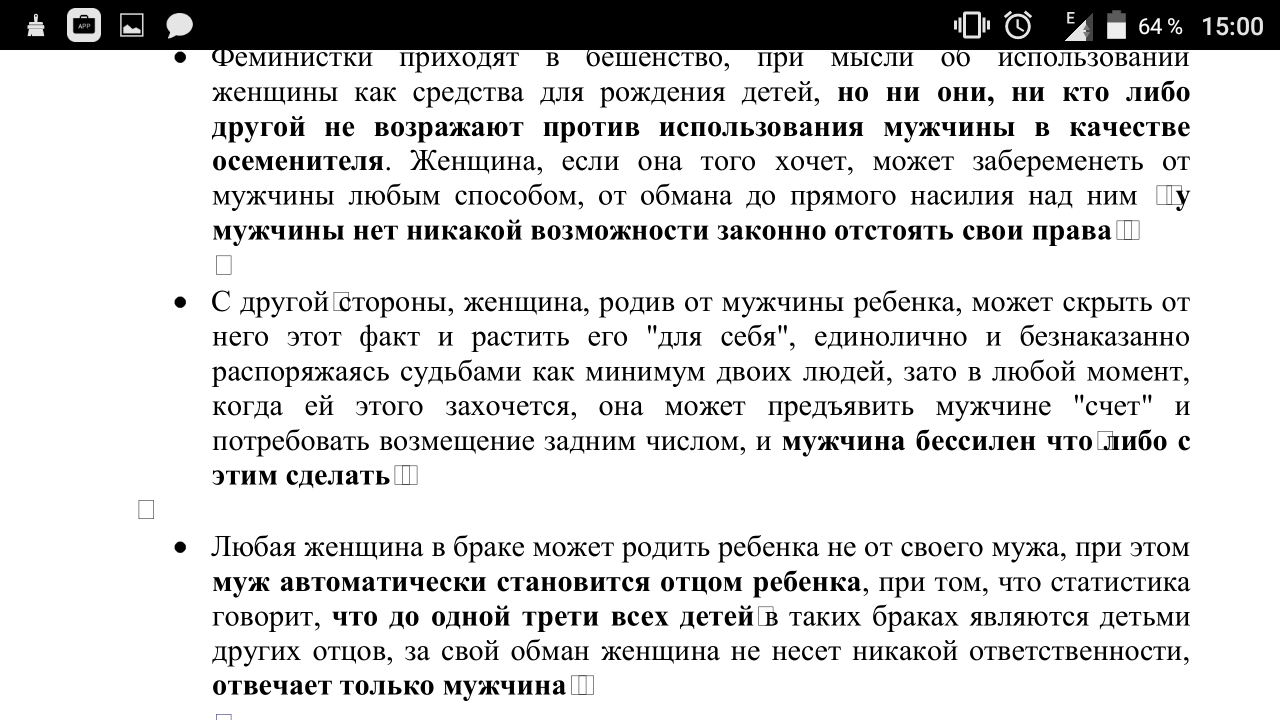 APP
E
64 %
15:00
• Феминистки приходят в бешенство, при мысли об использовании
женщины как средства для рождения детей, но ни они, ни кто либо
другой не возражают против использования мужчины в качестве
осеменителя. Женщина, если она того хочет, может забеременеть от
мужчины любым способом, от обмана до прямого насилия над ним □□□у
мужчины нет никакой возможности законно отстоять свои права□□□
□
• С другой□стороны, женщина, родив от мужчины ребенка, может скрыть от
него этот факт и растить его "для себя", единолично и безнаказанно
распоряжаясь судьбами как минимум двоих людей, зато в любой момент,
когда ей этого захочется, она может предъявить мужчине "счет" и
потребовать возмещение задним числом, и мужчина бессилен что□либо с
этим сделать□□□
□
• Любая женщина в браке может родить ребенка не от своего мужа, при этом
муж автоматически становится отцом ребенка, при том, что статистика
говорит, что до одной трети всех детей□в таких браках являются детьми
других отцов, за свой обман женщина не несет никакой ответственности,
отвечает только мужчина□□□